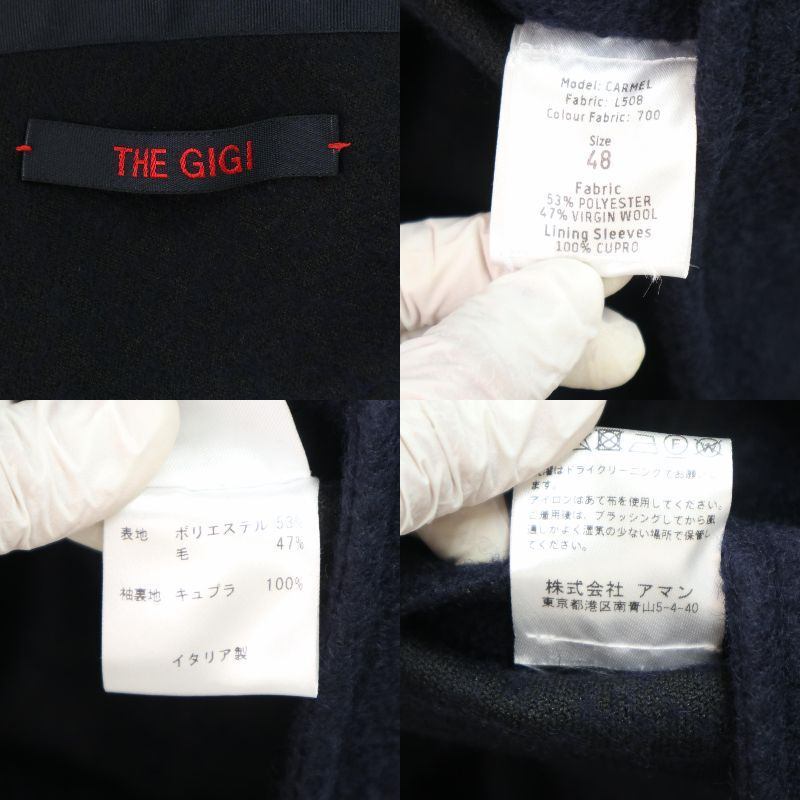 THE GIGI
Model: CARMEL
Fabric: L508
Colour Fabric: 700
Size
48
Fabric
53% POLYESTER
47% VIRGIN WOOL
Lining Sleeves
100% CUPRO
表地 ポリエステル 53%
毛 47%
袖裏地 キュプラ 100%
イタリア製
はドライクリーニングでお願いし
ます。
アイロンはあて布を使用してください。
ご着用後は、ブラッシングしてから風
通しがよく湿気の少ない場所で保管し
てください。
株式会社 アマン
東京都港区南青山5-4-40